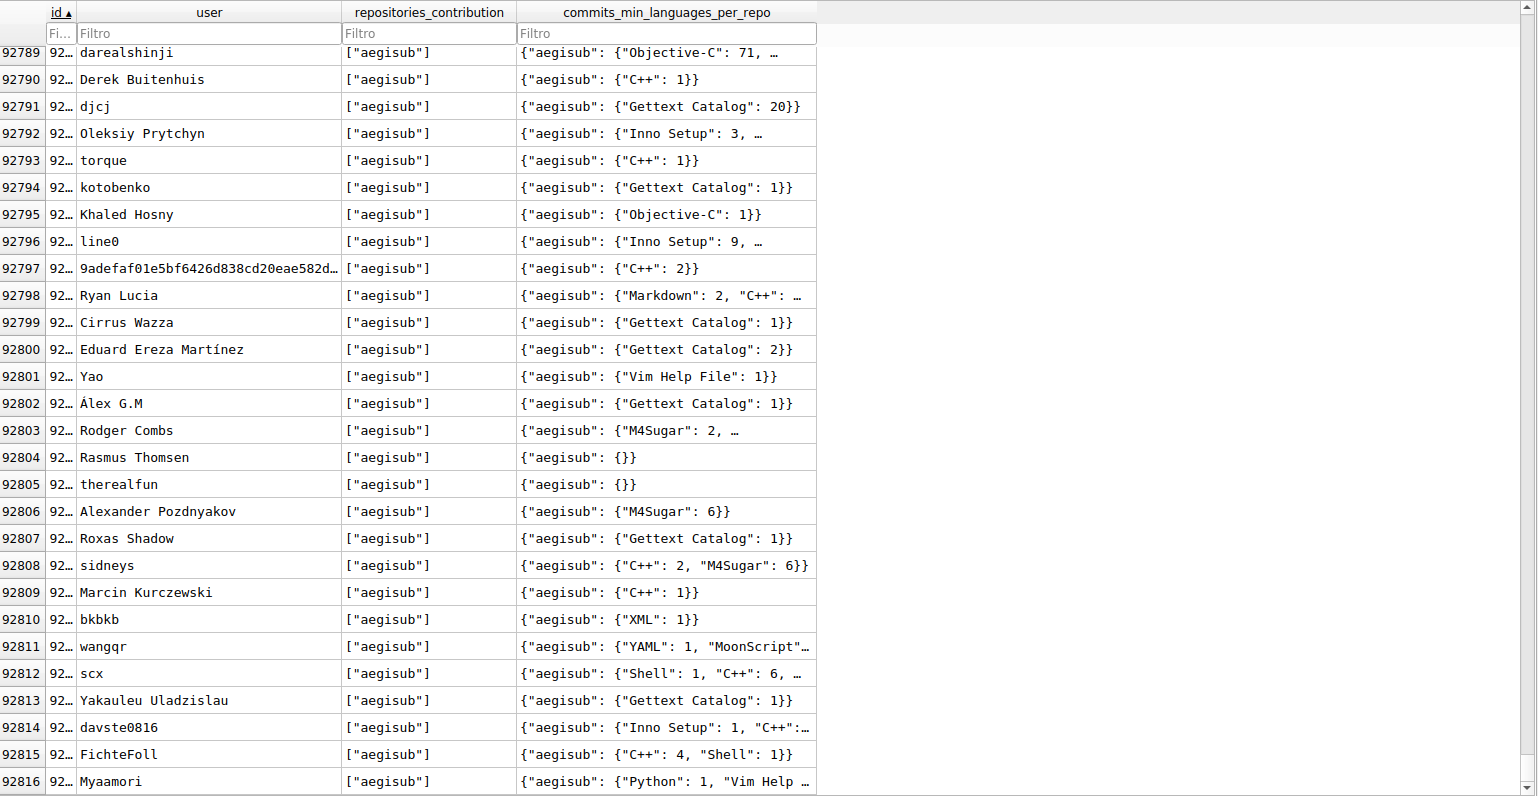 id ▴ user repositories_contribution commits_min_languages_per_repo
Fi… Filtro Filtro Filtro
92789 92… darealshinji ["aegisub"] {"aegisub": {"Objective-C": 71, …
92790 92… Derek Buitenhuis ["aegisub"] {"aegisub": {"C++": 1}}
92791 92… djcj ["aegisub"] {"aegisub": {"Gettext Catalog": 20}}
92792 92… Oleksiy Prytchyn ["aegisub"] {"aegisub": {"Inno Setup": 3, …
92793 92… torque ["aegisub"] {"aegisub": {"C++": 1}}
92794 92… kotobenko ["aegisub"] {"aegisub": {"Gettext Catalog": 1}}
92795 92… Khaled Hosny ["aegisub"] {"aegisub": {"Objective-C": 1}}
92796 92… line0 ["aegisub"] {"aegisub": {"Inno Setup": 9, …
92797 92… 9adefaf01e5bf6426d838cd20eae582d… ["aegisub"] {"aegisub": {"C++": 2}}
92798 92… Ryan Lucia ["aegisub"] {"aegisub": {"Markdown": 2, "C++": …
92799 92… Cirrus Wazza ["aegisub"] {"aegisub": {"Gettext Catalog": 1}}
92800 92… Eduard Ereza Martínez ["aegisub"] {"aegisub": {"Gettext Catalog": 2}}
92801 92… Yao ["aegisub"] {"aegisub": {"Vim Help File": 1}}
92802 92… Álex G.M ["aegisub"] {"aegisub": {"Gettext Catalog": 1}}
92803 92… Rodger Combs ["aegisub"] {"aegisub": {"M4Sugar": 2, …
92804 92… Rasmus Thomsen ["aegisub"] {"aegisub": {}}
92805 92… therealfun ["aegisub"] {"aegisub": {}}
92806 92… Alexander Pozdnyakov ["aegisub"] {"aegisub": {"M4Sugar": 6}}
92807 92… Roxas Shadow ["aegisub"] {"aegisub": {"Gettext Catalog": 1}}
92808 92… sidneys ["aegisub"] {"aegisub": {"C++": 2, "M4Sugar": 6}}
92809 92… Marcin Kurczewski ["aegisub"] {"aegisub": {"C++": 1}}
92810 92… bkbkb ["aegisub"] {"aegisub": {"XML": 1}}
92811 92… wangqr ["aegisub"] {"aegisub": {"YAML": 1, "MoonScript"…
92812 92… scx ["aegisub"] {"aegisub": {"Shell": 1, "C++": 6, …
92813 92… Yakauleu Uladzislau ["aegisub"] {"aegisub": {"Gettext Catalog": 1}}
92814 92… davste0816 ["aegisub"] {"aegisub": {"Inno Setup": 1, "C++":…
92815 92… FichteFoll ["aegisub"] {"aegisub": {"C++": 4, "Shell": 1}}
92816 92… Myaamori ["aegisub"] {"aegisub": {"Python": 1, "Vim Help …